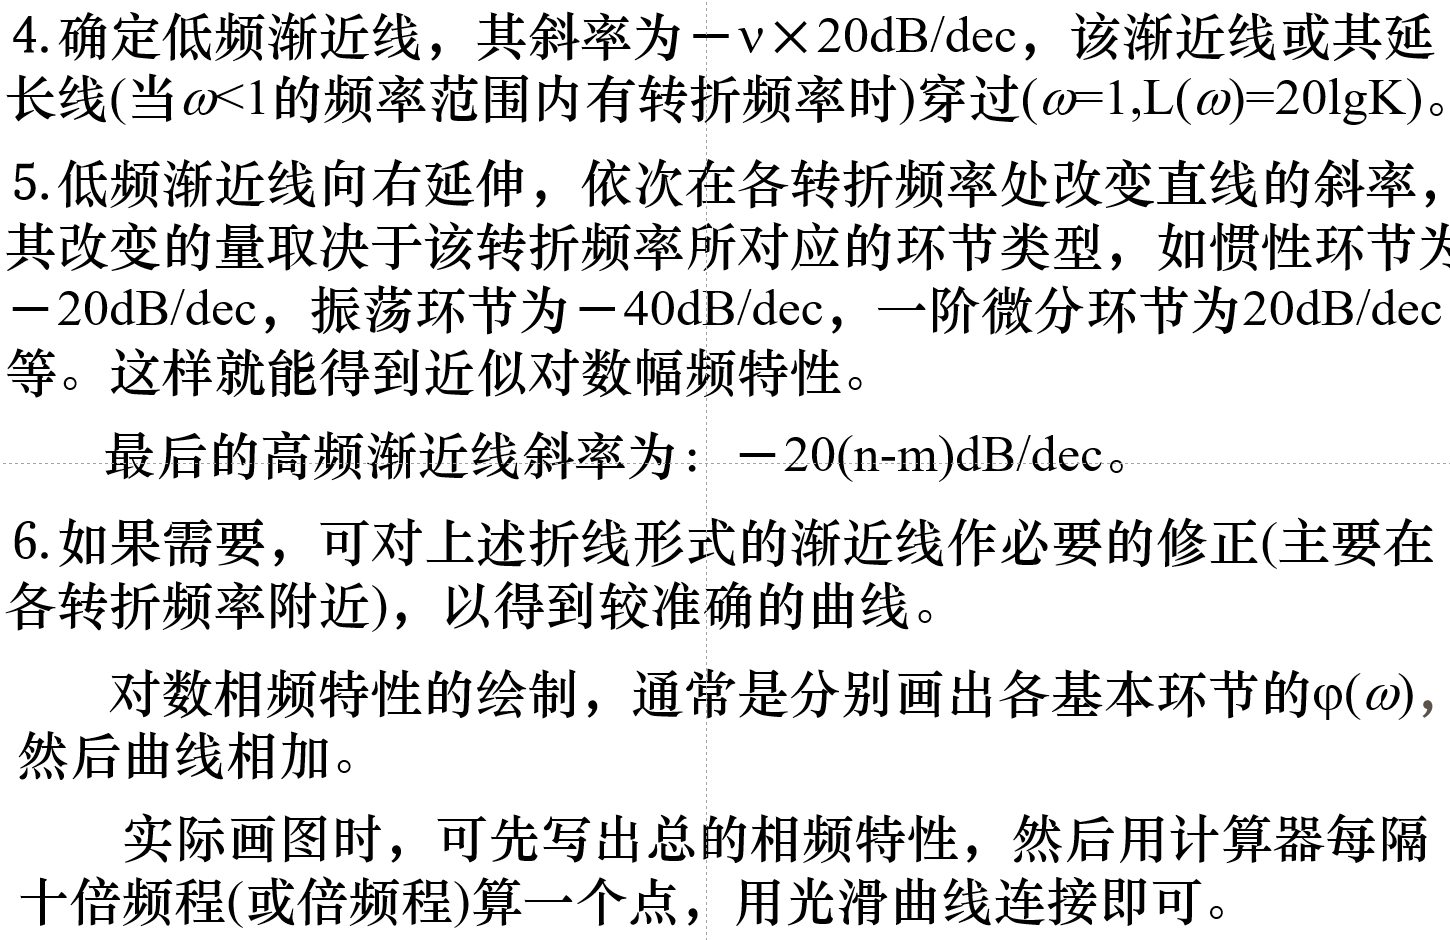 4.确定低频渐近线，其斜率为－ν×20dB/dec，该渐近线或其延
长线(当ω<1的频率范围内有转折频率时)穿过(ω=1,L(ω)=20lgK)。
5.低频渐近线向右延伸，依次在各转折频率处改变直线的斜率，
其改变的量取决于该转折频率所对应的环节类型，如惯性环节为
－20dB/dec，振荡环节为－40dB/dec，一阶微分环节为20dB/dec
等。这样就能得到近似对数幅频特性。
最后的高频渐近线斜率为：－20(n-m)dB/dec。
6.如果需要，可对上述折线形式的渐近线作必要的修正(主要在
各转折频率附近)，以得到较准确的曲线。
对数相频特性的绘制，通常是分别画出各基本环节的φ(ω)，
然后曲线相加。
实际画图时，可先写出总的相频特性，然后用计算器每隔
十倍频程(或倍频程)算一个点，用光滑曲线连接即可。